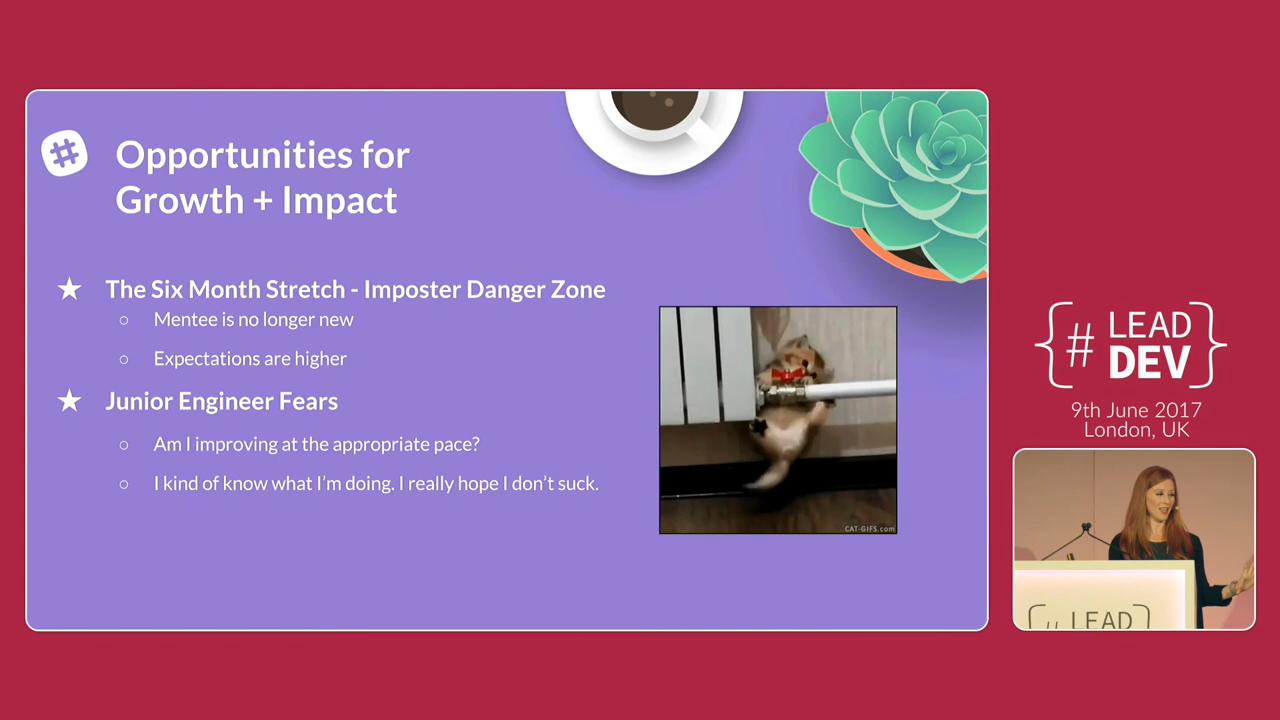 Opportunities for
Growth + Impact
★ The Six Month Stretch - Imposter Danger Zone
○ Mentee is no longer new
○ Expectations are higher
★ Junior Engineer Fears
○ Am I improving at the appropriate pace?
○ I kind of know what I’m doing. I really hope I don’t suck.
CAT-GIFS.com
{# LEAD
DEV}
9th June 2017
London, UK
{# LEAD}